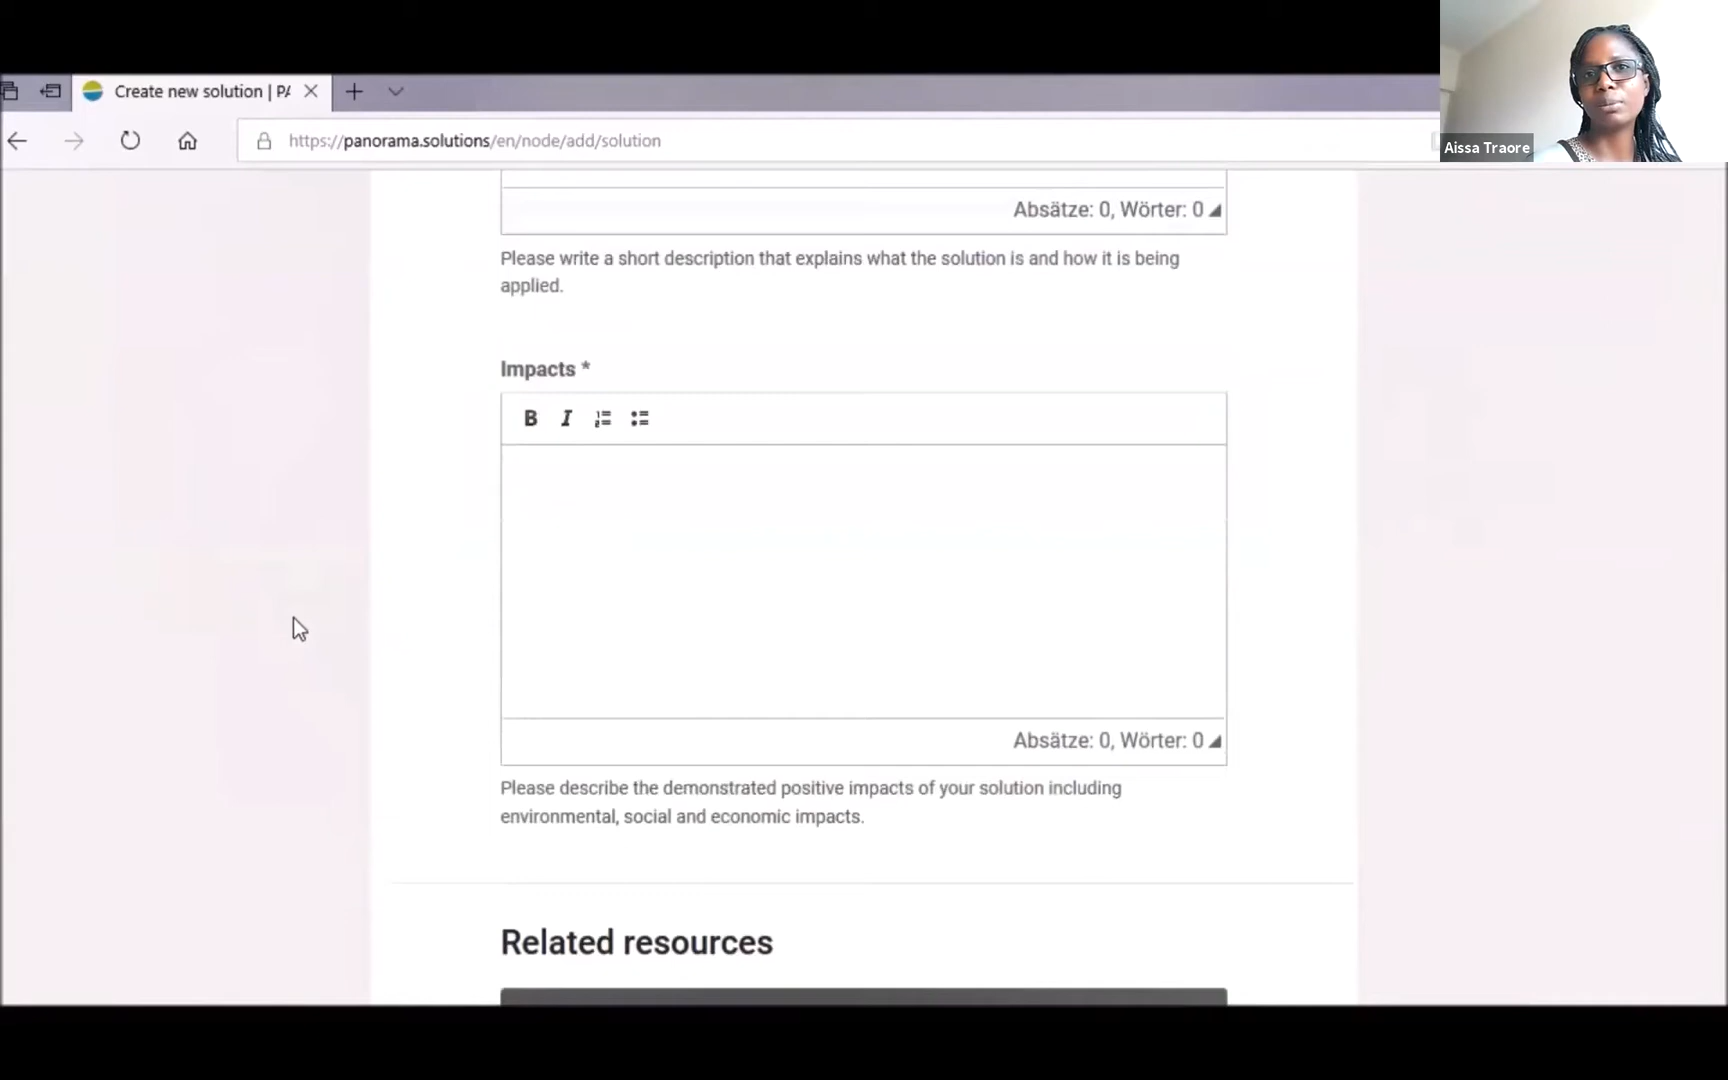 Create new solution | PA
https://panorama.solutions/en/node/add/solution
Aissa Traore
Absätze: 0, Wörter: 0
Please write a short description that explains what the solution is and how it is being
applied.
Impacts *
B I
Absätze: 0, Wörter: 0
Please describe the demonstrated positive impacts of your solution including
environmental, social and economic impacts.
Related resources